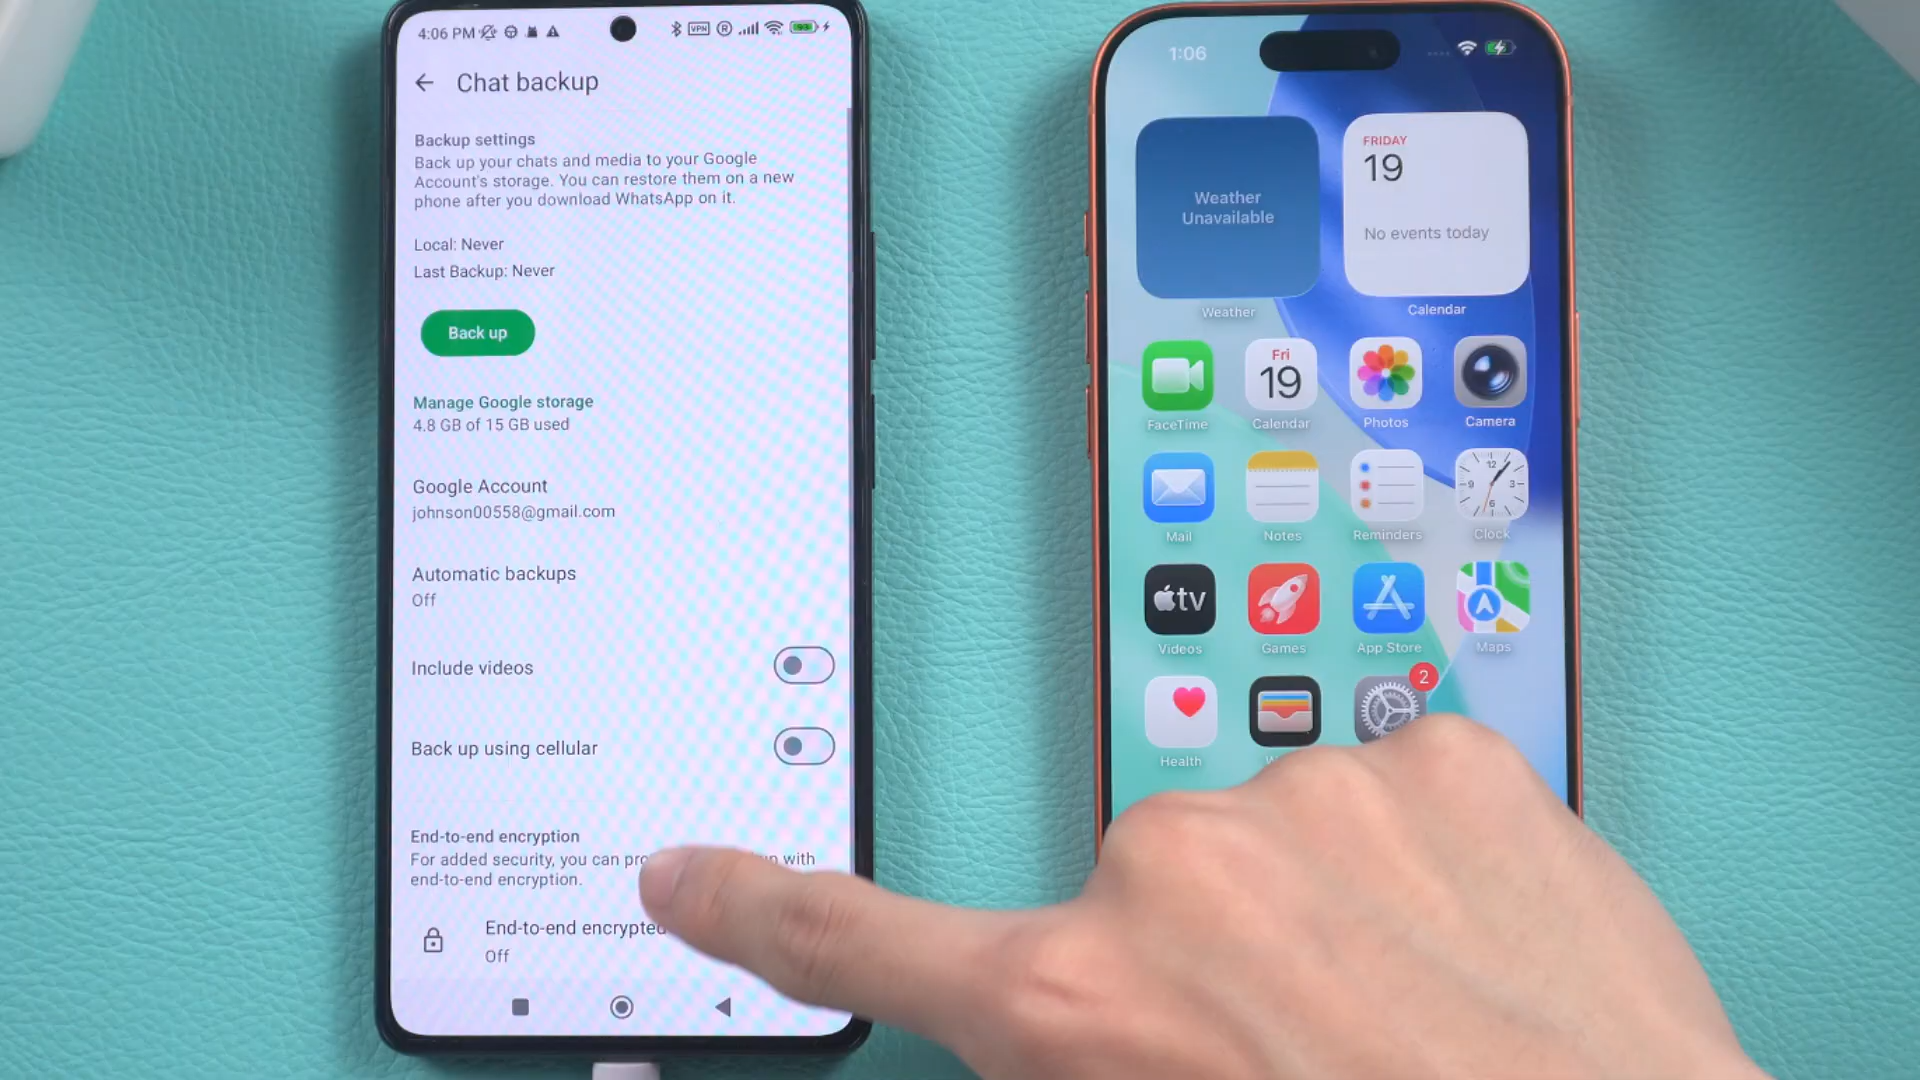 4:06 PM
VPN
R
Chat backup
Backup settings
Back up your chats and media to your Google
Account's storage. You can restore them on a new
phone after you download WhatsApp on it.
Local: Never
Last Backup: Never
Back up
Manage Google storage
4.8 GB of 15 GB used
Google Account
johnson00558@gmail.com
Automatic backups
Off
Include videos
Back up using cellular
End-to-end encryption
For added security, you can with
end-to-end encryption.
End-to-end encrypted
Off
1:06
Weather
Unavailable
Weather
FRIDAY
19
No events today
Calendar
FaceTime
Fri
19
Calendar
Photos
Camera
Mail
Notes
Reminders
12
3
6
9
Clock
tv
Videos
Games
App Store
Maps
2
Health